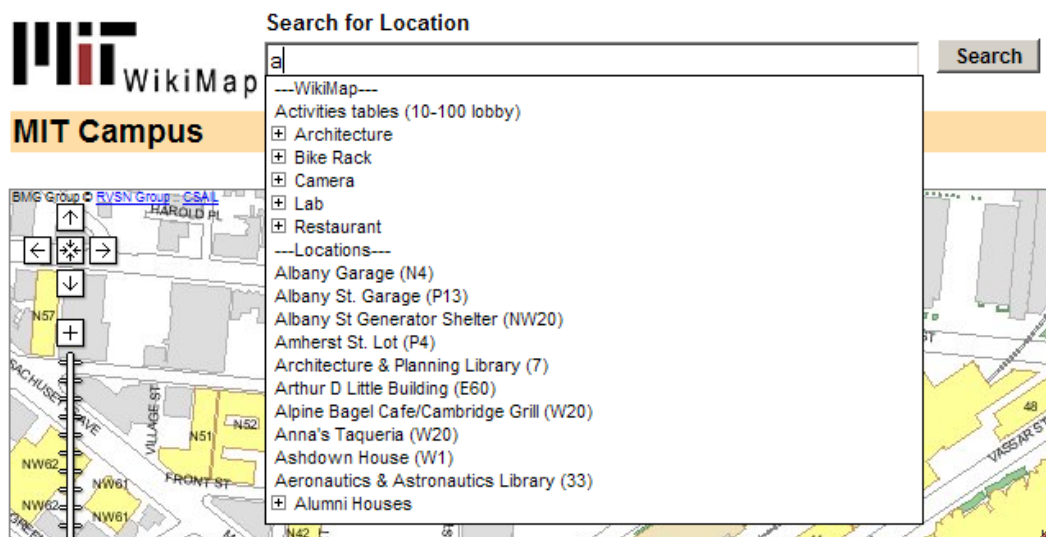 Search for Location
MIT
WikiMap
a
Search
MIT Campus
---WikiMap---
Activities tables (10-100 lobby)
Architecture
Bike Rack
Camera
Lab
Restaurant
---Locations---
Albany Garage (N4)
Albany St. Garage (P13)
Albany St Generator Shelter (NW20)
Amherst St. Lot (P4)
Architecture & Planning Library (7)
Arthur D Little Building (E60)
Alpine Bagel Cafe/Cambridge Grill (W20)
Anna's Taqueria (W20)
Ashdown House (W1)
Aeronautics & Astronautics Library (33)
Alumni Houses
BMG Group © RVSN Group :: CSAIL
HAROLD PL
N57
VILLAGE ST
N51
N52
NW62
NW61
FRONT ST
NW62
NW61
N42
ST
48
VASSAR ST